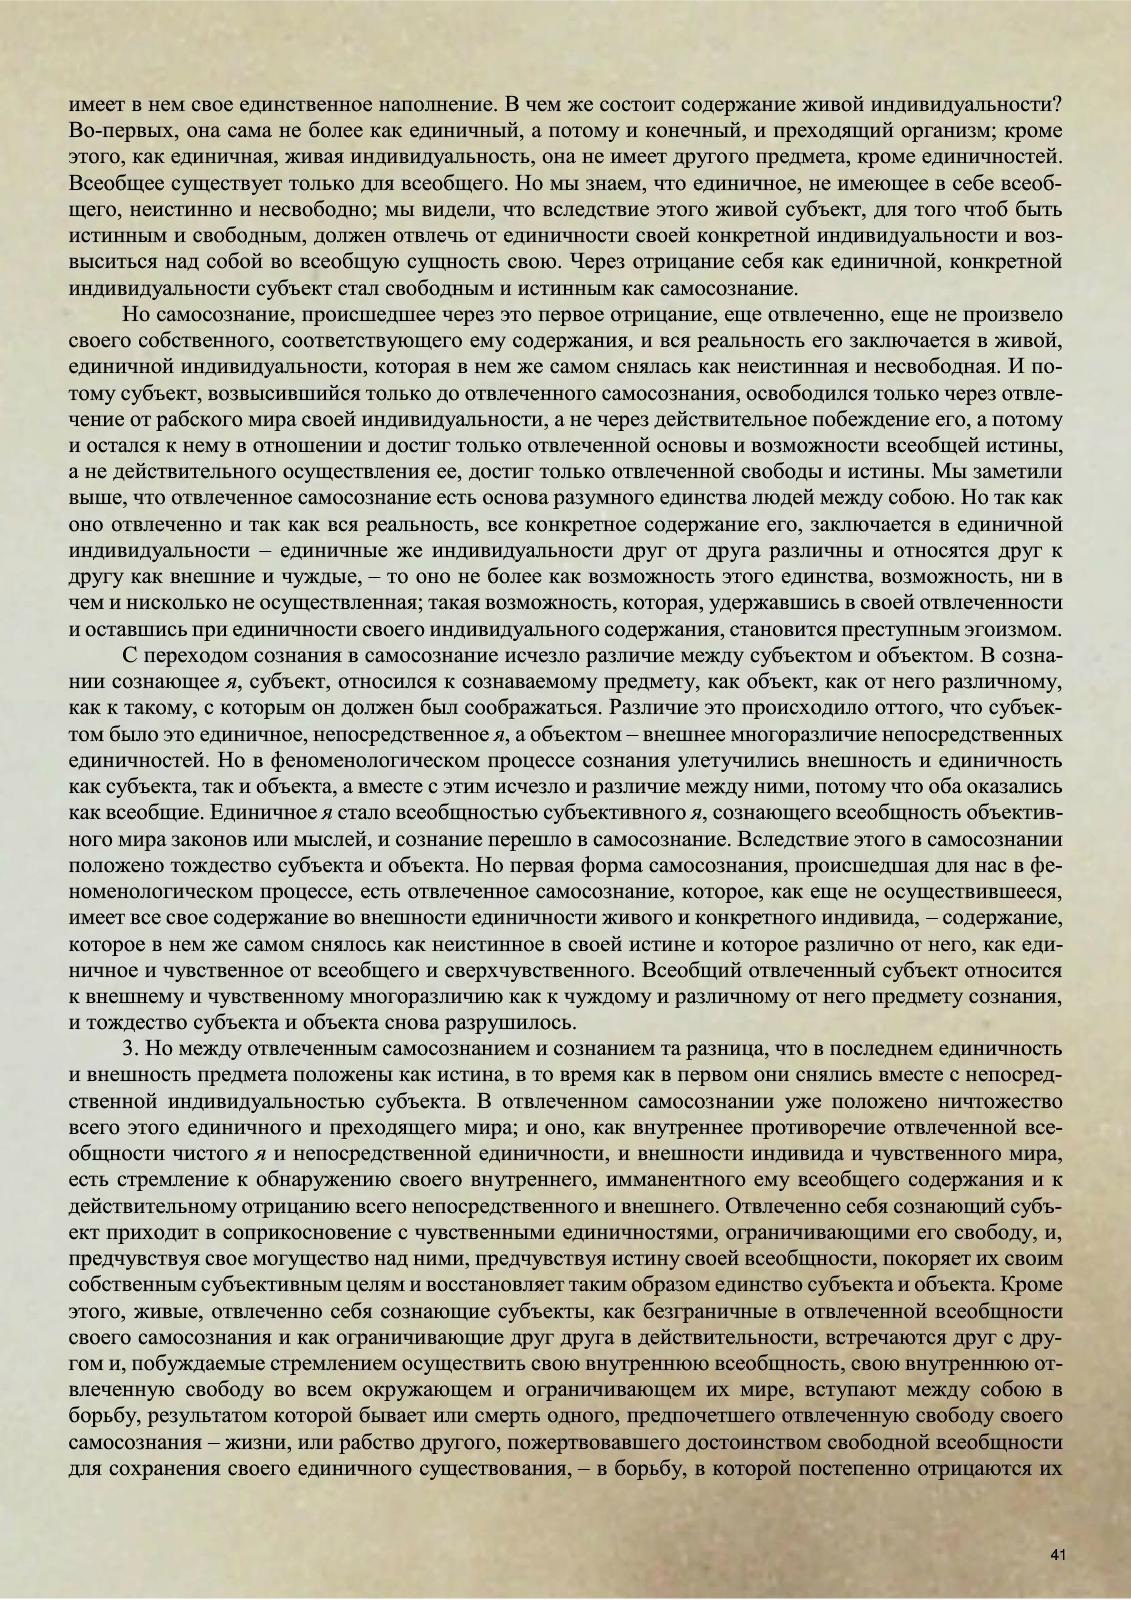 имеет в нем свое единственное наполнение. В чем же состоит содержание живой индивидуальности?
Во-первых, она сама не более как единичный, а потому и конечный, и преходящий организм; кроме
этого, как единичная, живая индивидуальность, она не имеет другого предмета, кроме единичностей.
Всеобщее существует только для всеобщего. Но мы знаем, что единичное, не имеющее в себе всеоб-
щего, неистинно и несвободно; мы видели, что вследствие этого живой субъект, для того чтоб быть
истинным и свободным, должен отвлечь от единичности своей конкретной индивидуальности и воз-
выситься над собой во всеобщую сущность свою. Через отрицание себя как единичной, конкретной
индивидуальности субъект стал свободным и истинным как самосознание.
Но самосознание, происшедшее через это первое отрицание, еще отвлеченно, еще не произвело
своего собственного, соответствующего ему содержания, и вся реальность его заключается в живой,
единичной индивидуальности, которая в нем же самом снялась как неистинная и несвободная. И по-
тому субъект, возвысившийся только до отвлеченного самосознания, освободился только через отвле-
чение от рабского мира своей индивидуальности, а не через действительное побеждение его, а потому
и остался к нему в отношении и достиг только отвлеченной основы и возможности всеобщей истины,
а не действительного осуществления ее, достиг только отвлеченной свободы и истины. Мы заметили
выше, что отвлеченное самосознание есть основа разумного единства людей между собою. Но так как
оно отвлеченно и так как вся реальность, все конкретное содержание его, заключается в единичной
индивидуальности – единичные же индивидуальности друг от друга различны и относятся друг к
другу как внешние и чуждые, – то оно не более как возможность этого единства, возможность, ни в
чем и нисколько не осуществленная; такая возможность, которая, удержавшись в своей отвлеченности
и оставшись при единичности своего индивидуального содержания, становится преступным эгоизмом.
С переходом сознания в самосознание исчезло различие между субъектом и объектом. В созна-
нии сознающее я, субъект, относился к сознаваемому предмету, как объект, как от него различному,
как к такому, с которым он должен был соображаться. Различие это происходило оттого, что субъек-
том было это единичное, непосредственное я, а объектом – внешнее многоразличие непосредственных
единичностей. Но в феноменологическом процессе сознания улетучились внешность и единичность
как субъекта, так и объекта, а вместе с этим исчезло и различие между ними, потому что оба оказались
как всеобщие. Единичное я стало всеобщностью субъективного я, сознающего всеобщность объектив-
ного мира законов или мыслей, и сознание перешло в самосознание. Вследствие этого в самосознании
положено тождество субъекта и объекта. Но первая форма самосознания, происшедшая для нас в фе-
номенологическом процессе, есть отвлеченное самосознание, которое, как еще не осуществившееся,
имеет все свое содержание во внешности единичности живого и конкретного индивида, – содержание,
которое в нем же самом снялось как неистинное в своей истине и которое различно от него, как еди-
ничное и чувственное от всеобщего и сверхчувственного. Всеобщий отвлеченный субъект относится
к внешнему и чувственному многоразличию как к чуждому и различному от него предмету сознания,
и тождество субъекта и объекта снова разрушилось.
3. Но между отвлеченным самосознанием и сознанием та разница, что в последнем единичность
и внешность предмета положены как истина, в то время как в первом они снялись вместе с непосред-
ственной индивидуальностью субъекта. В отвлеченном самосознании уже положено ничтожество
всего этого единичного и преходящего мира; и оно, как внутреннее противоречие отвлеченной все-
общности чистого я и непосредственной единичности, и внешности индивида и чувственного мира,
есть стремление к обнаружению своего внутреннего, имманентного ему всеобщего содержания и к
действительному отрицанию всего непосредственного и внешнего. Отвлеченно себя сознающий субъ-
ект приходит в соприкосновение с чувственными единичностями, ограничивающими его свободу, и,
предчувствуя свое могущество над ними, предчувствуя истину своей всеобщности, покоряет их своим
собственным субъективным целям и восстановляет таким образом единство субъекта и объекта. Кроме
этого, живые, отвлеченно себя сознающие субъекты, как безграничные в отвлеченной всеобщности
своего самосознания и как ограничивающие друг друга в действительности, встречаются друг с дру-
гом и, побуждаемые стремлением осуществить свою внутреннюю всеобщность, свою внутреннюю от-
влеченную свободу во всем окружающем и ограничивающем их мире, вступают между собою в
борьбу, результатом которой бывает или смерть одного, предпочетшего отвлеченную свободу своего
самосознания – жизни, или рабство другого, пожертвовавшего достоинством свободной всеобщности
для сохранения своего единичного существования, – в борьбу, в которой постепенно отрицаются их
41